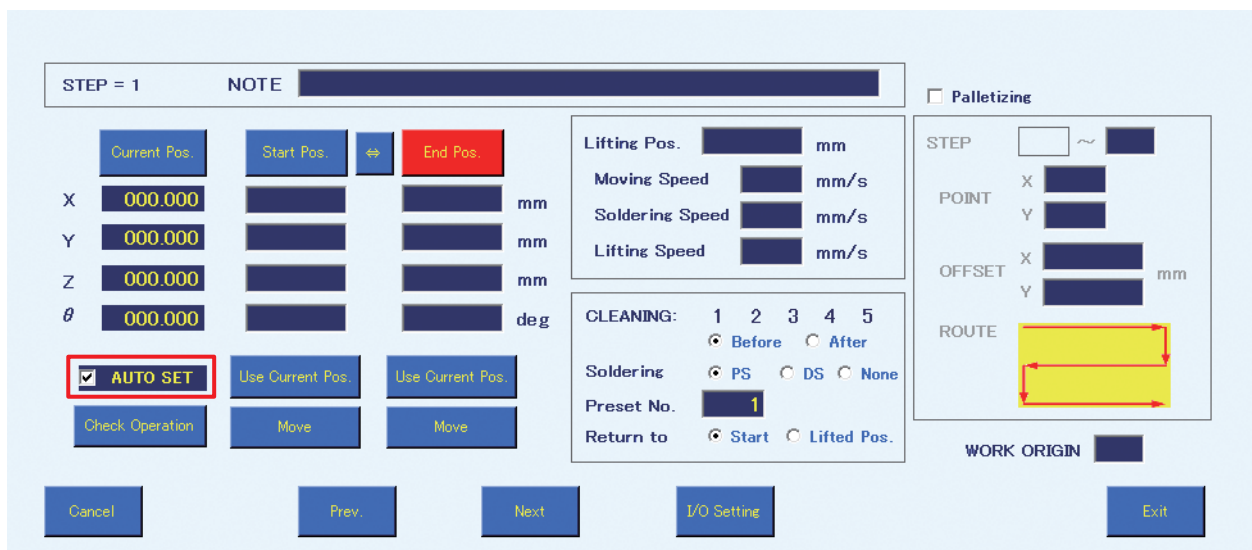 STEP = 1 NOTE
Palletizing
Current Pos. Start Pos. ⇔ End Pos.
X 000.000 mm
Y 000.000 mm
Z 000.000 mm
θ 000.000 deg
AUTO SET Use Current Pos. Use Current Pos.
Check Operation Move Move
Lifting Pos. mm
Moving Speed mm/s
Soldering Speed mm/s
Lifting Speed mm/s
CLEANING: 1 2 3 4 5
Before After
Soldering PS DS None
Preset No. 1
Return to Start Lifted Pos.
STEP ~
POINT X
Y
OFFSET X
Y mm
ROUTE
WORK ORIGIN
Cancel Prev. Next I/O Setting Exit